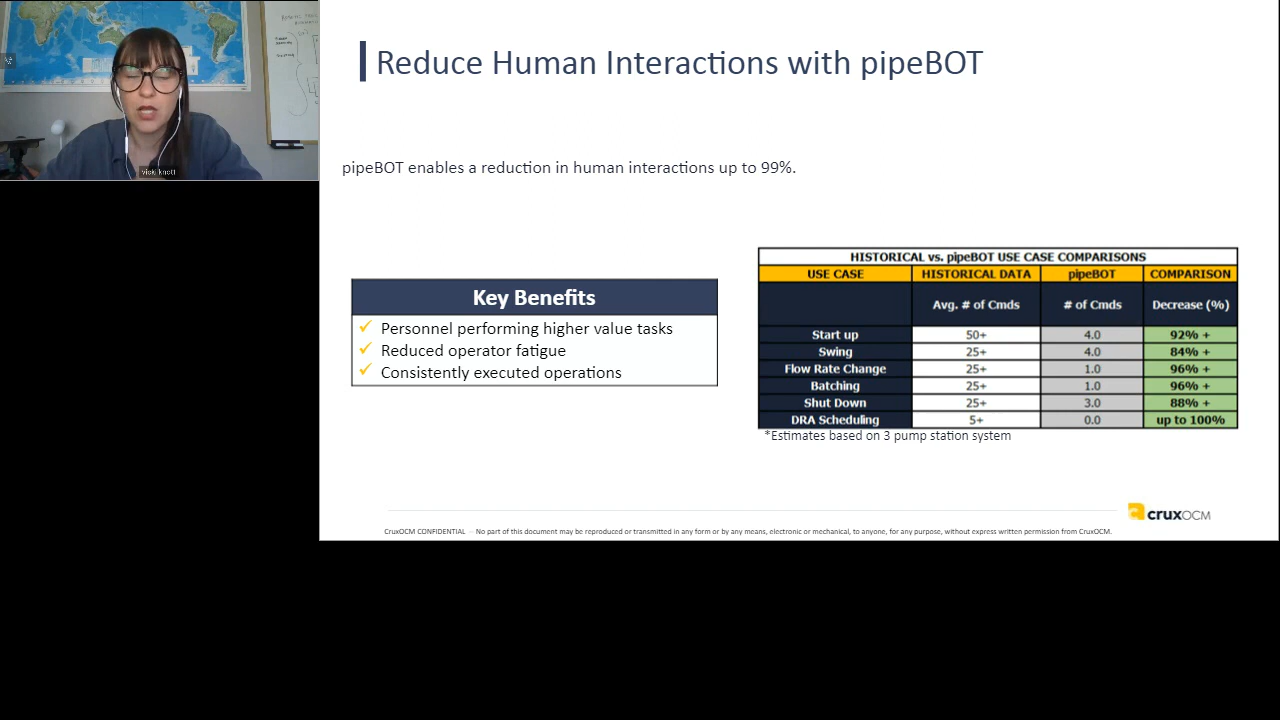 vicki knott
Reduce Human Interactions with pipeBOT
pipeBOT enables a reduction in human interactions up to 99%.
Key Benefits
✓ Personnel performing higher value tasks
✓ Reduced operator fatigue
✓ Consistently executed operations
HISTORICAL vs. pipeBOT USE CASE COMPARISONS
USE CASE HISTORICAL DATA pipeBOT COMPARISON
Avg. # of Cmds # of Cmds Decrease (%)
Start up 50+ 4.0 92% +
Swing 25+ 4.0 84% +
Flow Rate Change 25+ 1.0 96% +
Batching 25+ 1.0 96% +
Shut Down 25+ 3.0 88% +
DRA Scheduling 5+ 0.0 up to 100%
*Estimates based on 3 pump station system
cruxOCM
CruxOCM CONFIDENTIAL — No part of this document may be reproduced or transmitted in any form or by any means, electronic or mechanical, to anyone, for any purpose, without express written permission from CruxOCM.